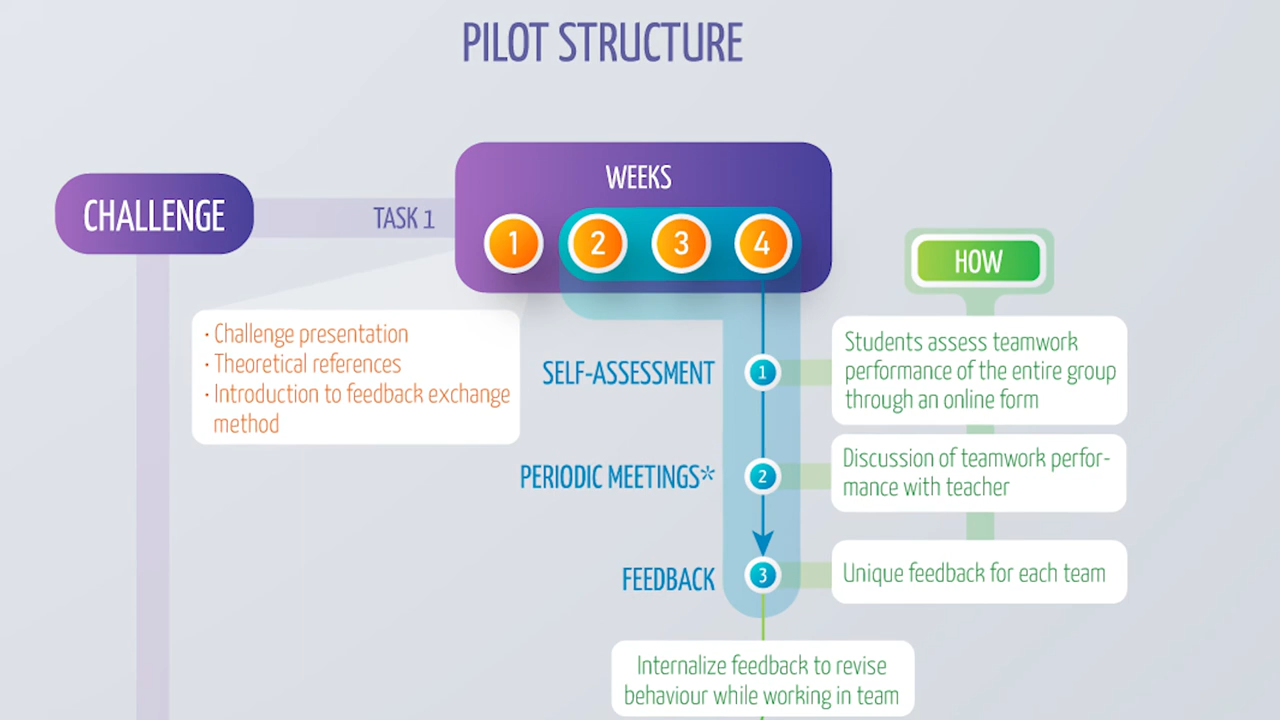 PILOT STRUCTURE
CHALLENGE
TASK 1
WEEKS
1 2 3 4
· Challenge presentation
· Theoretical references
· Introduction to feedback exchange
method
HOW
SELF-ASSESSMENT
1
Students assess teamwork
performance of the entire group
through an online form
PERIODIC MEETINGS*
2
Discussion of teamwork perfor-
mance with teacher
FEEDBACK
3
Unique feedback for each team
Internalize feedback to revise
behaviour while working in team